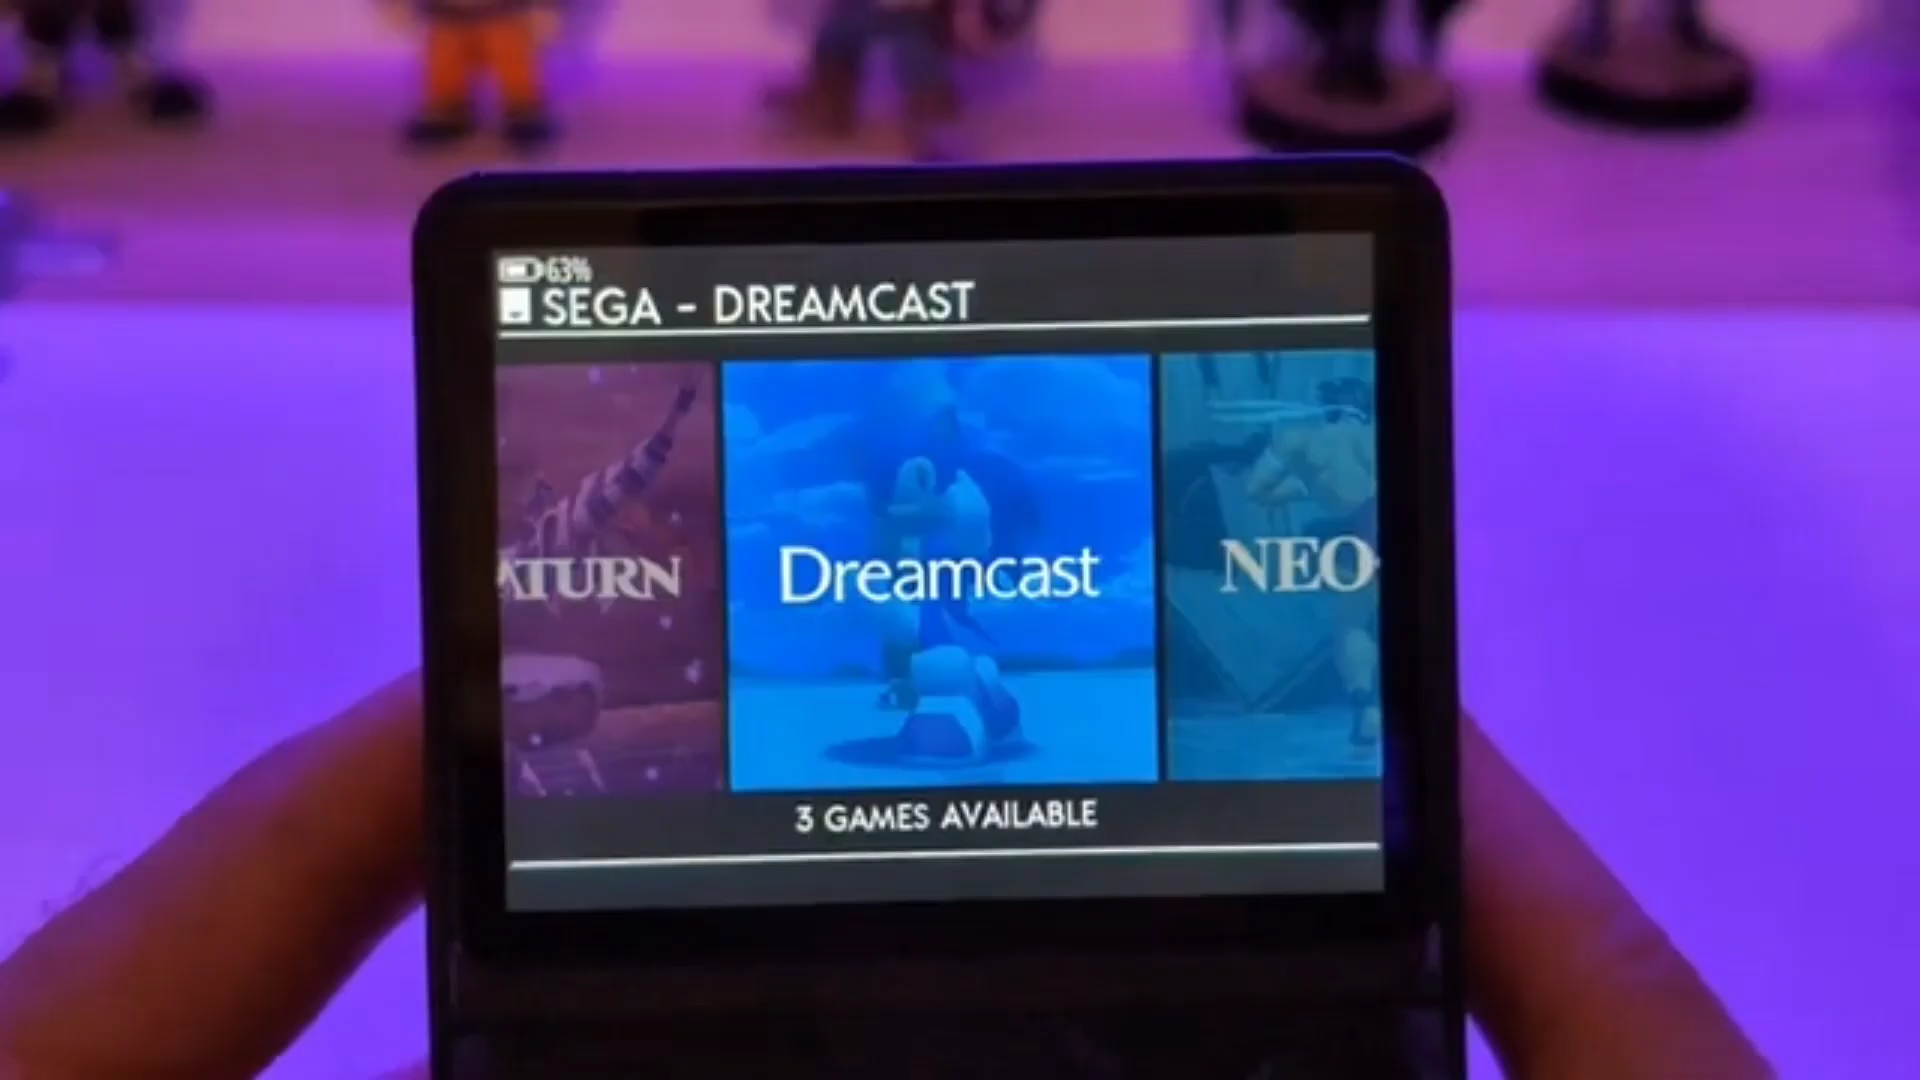 63%
SEGA - DREAMCAST
ATURN
Dreamcast
NEO
3 GAMES AVAILABLE